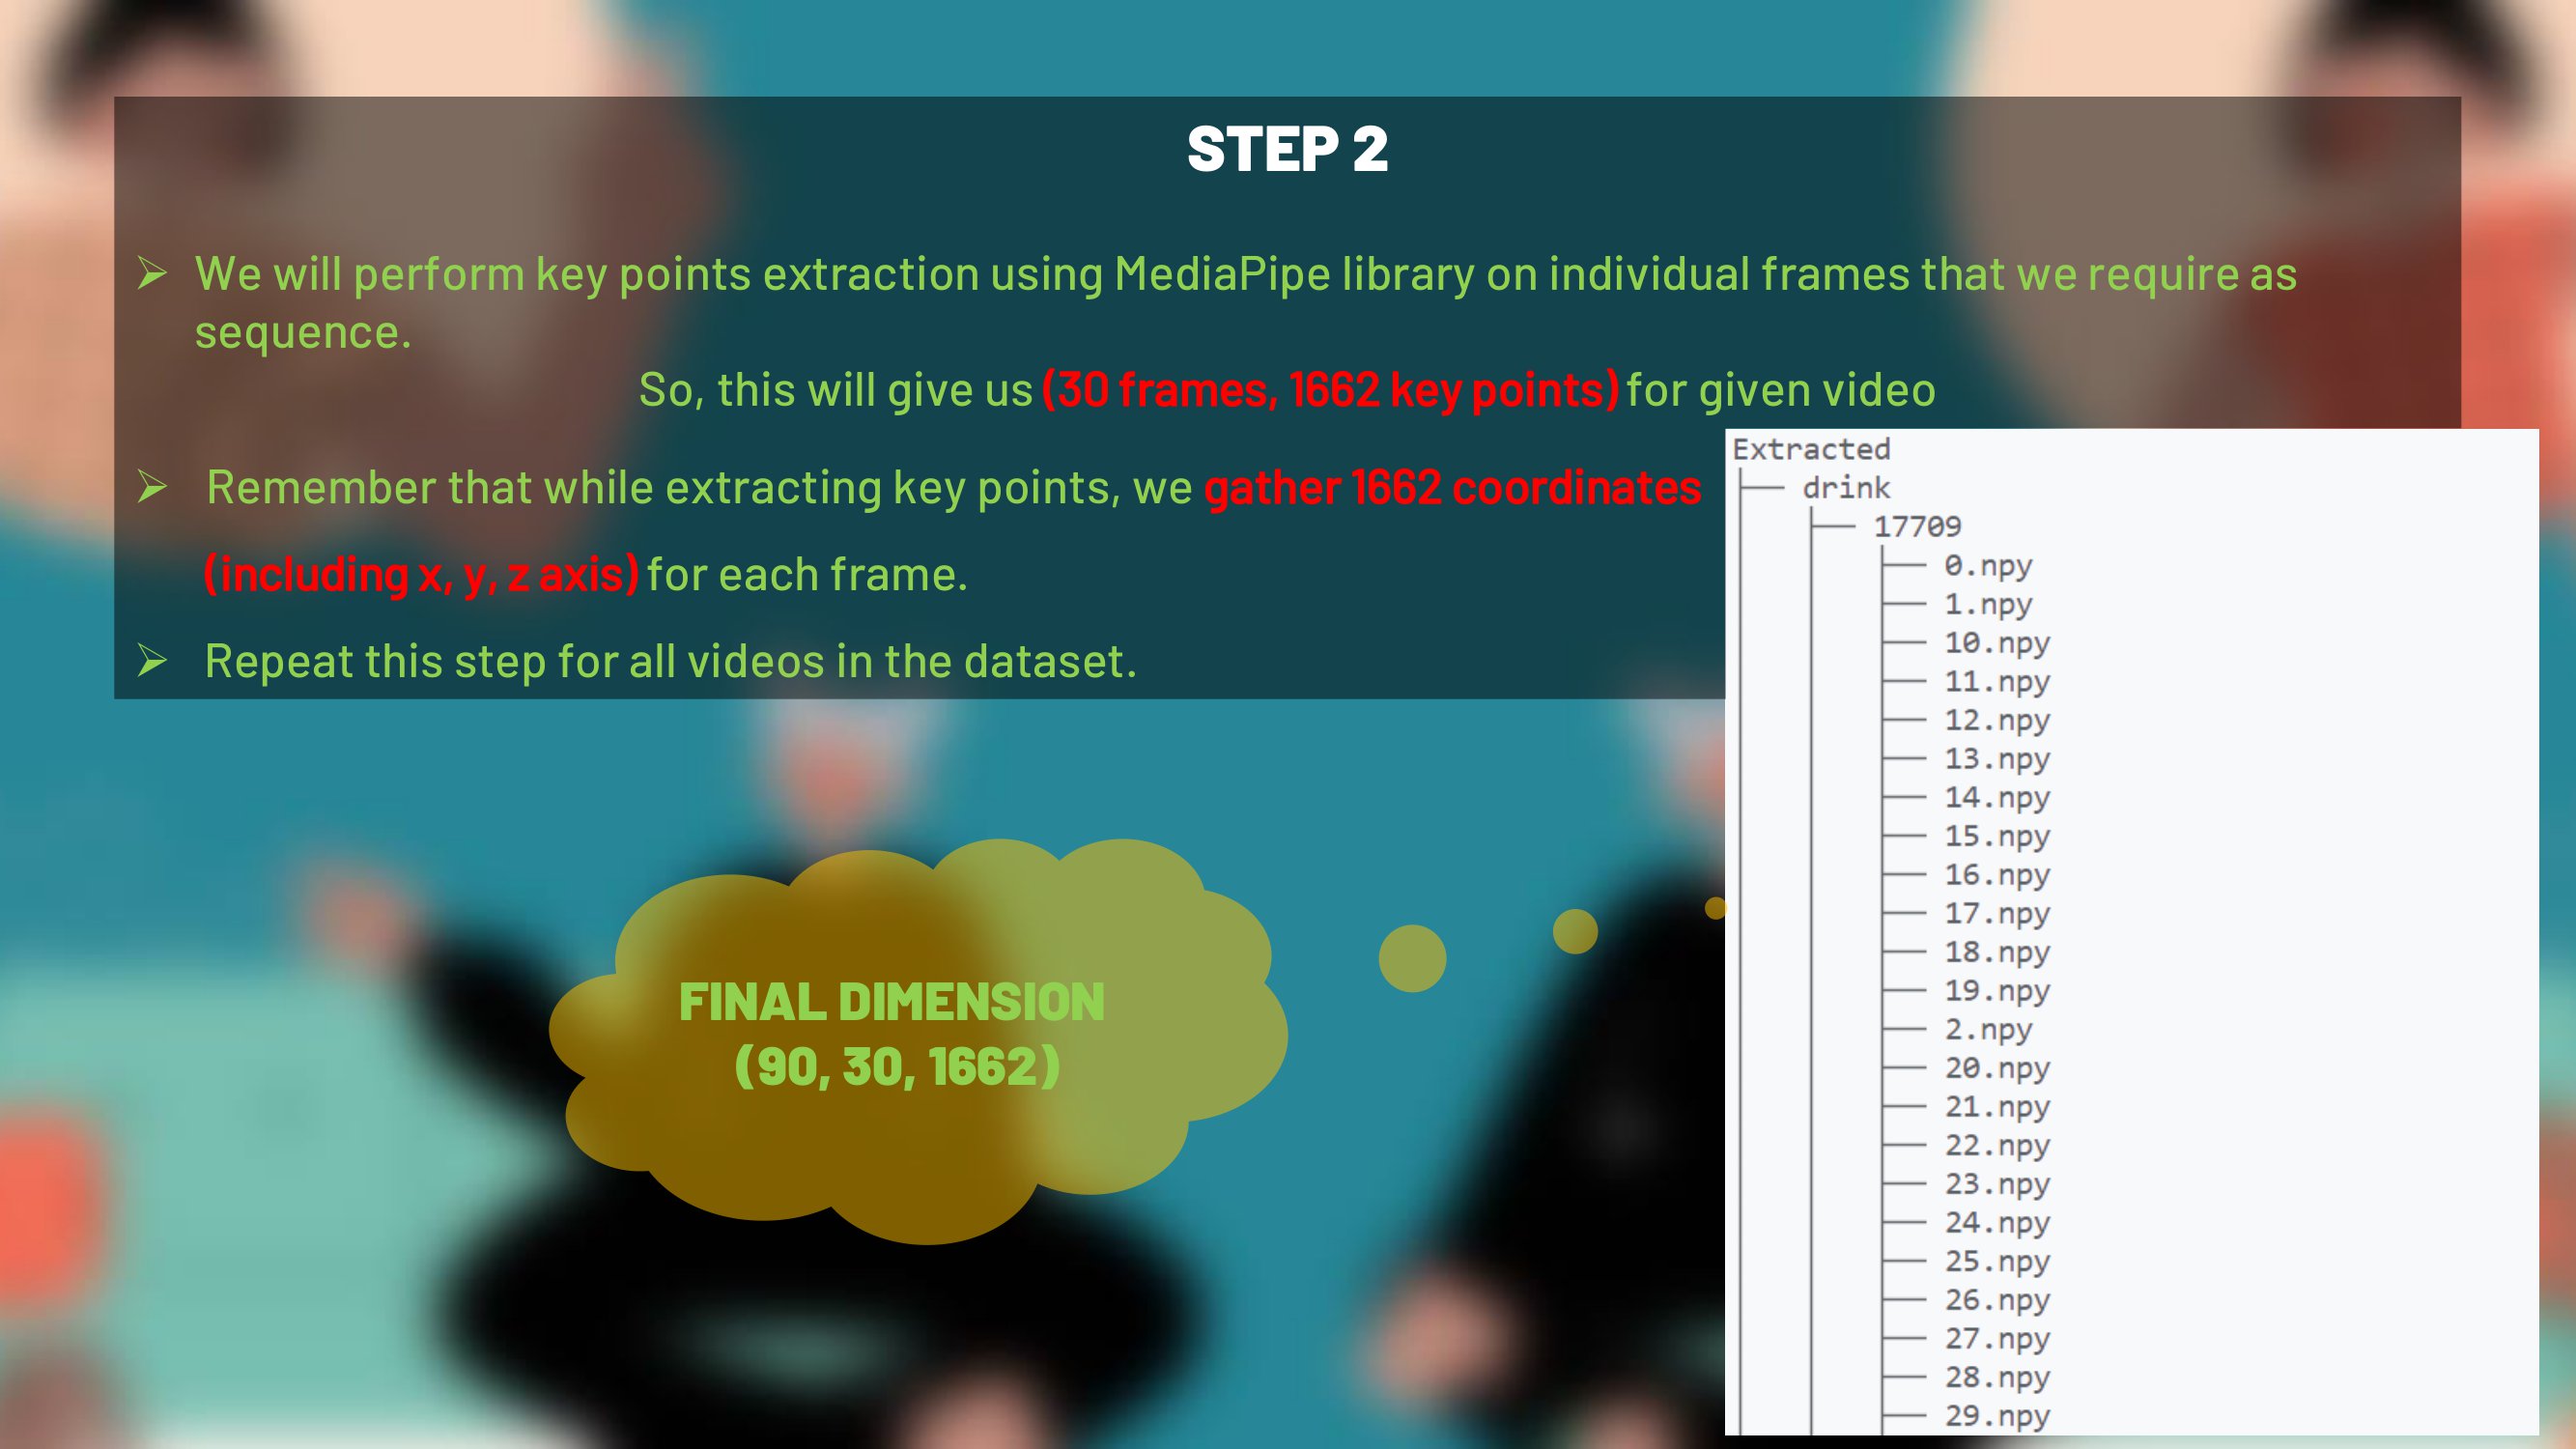 STEP 2
We will perform key points extraction using MediaPipe library on individual frames that we require as
sequence.
So, this will give us (30 frames, 1662 key points) for given video
Remember that while extracting key points, we gather 1662 coordinates
(including x, y, z axis) for each frame.
Repeat this step for all videos in the dataset.
FINAL DIMENSION
(90, 30, 1662)
Extracted
drink
17709
0.npy
1.npy
10.npy
11.npy
12.npy
13.npy
14.npy
15.npy
16.npy
17.npy
18.npy
19.npy
2.npy
20.npy
21.npy
22.npy
23.npy
24.npy
25.npy
26.npy
27.npy
28.npy
29.npy